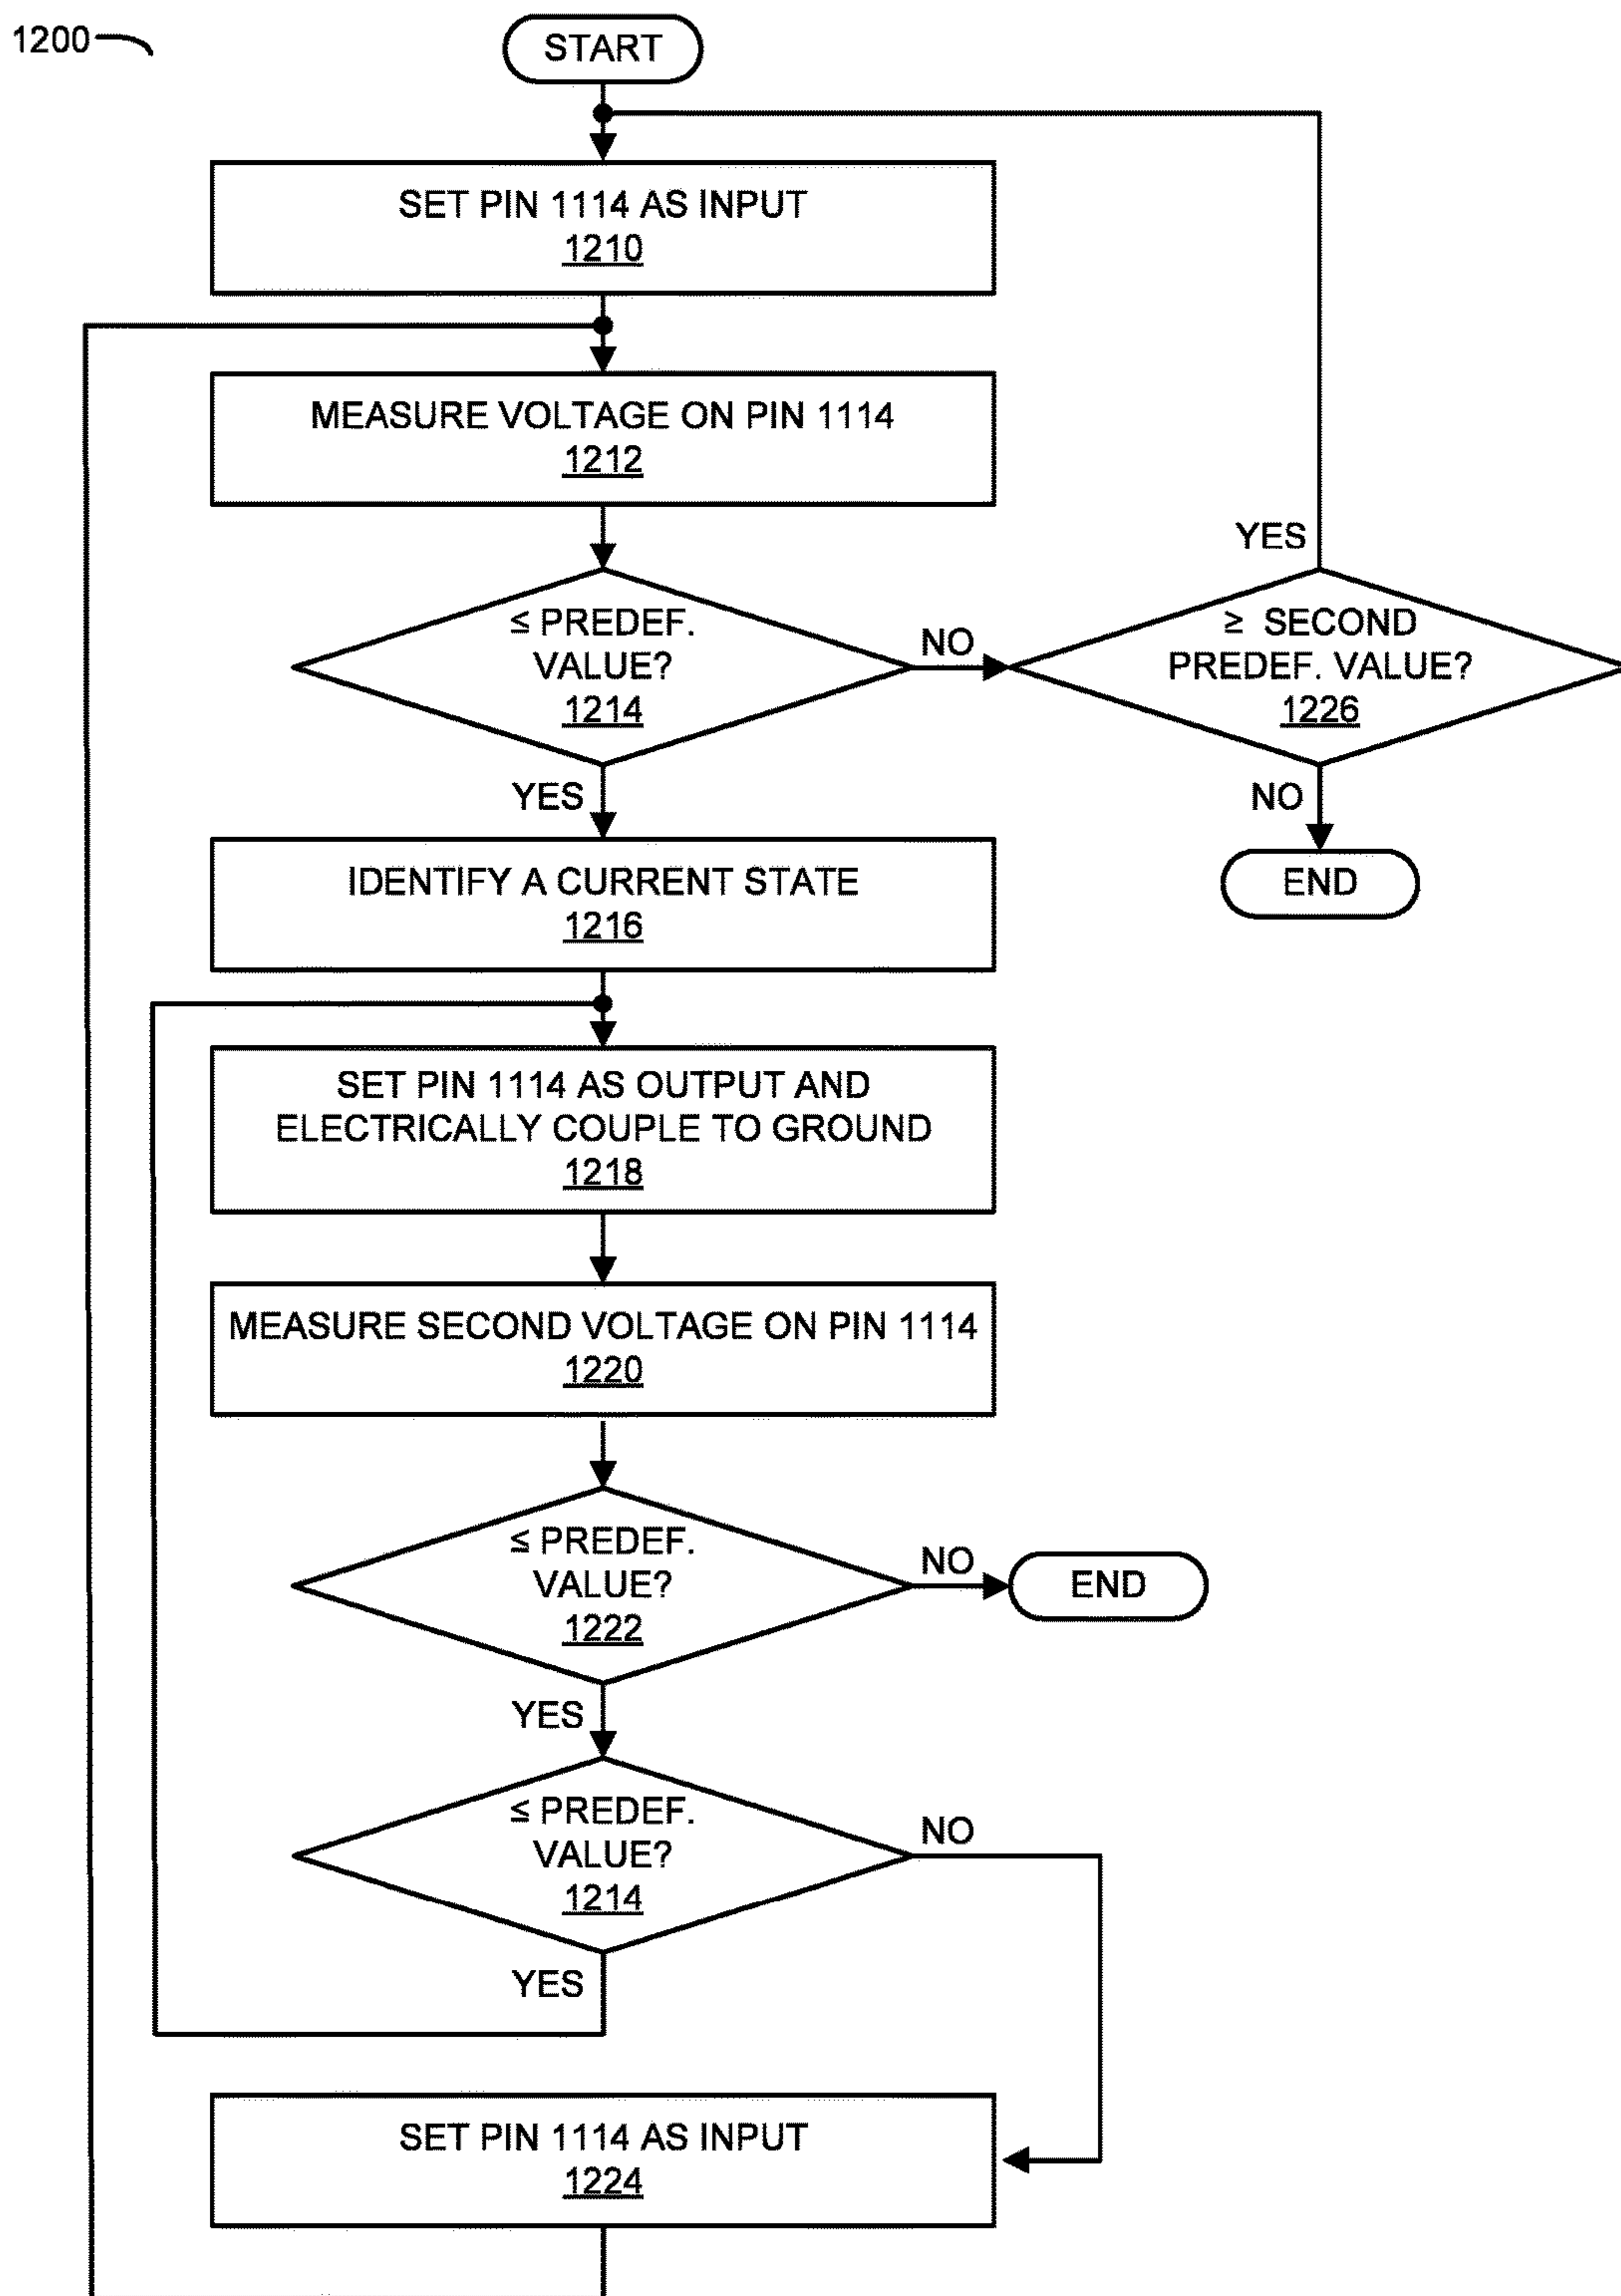 1200
START
SET PIN 1114 AS INPUT
1210
MEASURE VOLTAGE ON PIN 1114
1212
≤ PREDEF.
VALUE?
1214
NO
YES
≥ SECOND
PREDEF. VALUE?
1226
YES
NO
END
IDENTIFY A CURRENT STATE
1216
SET PIN 1114 AS OUTPUT AND
ELECTRICALLY COUPLE TO GROUND
1218
MEASURE SECOND VOLTAGE ON PIN 1114
1220
≤ PREDEF.
VALUE?
1222
NO
END
YES
≤ PREDEF.
VALUE?
1214
NO
YES
SET PIN 1114 AS INPUT
1224